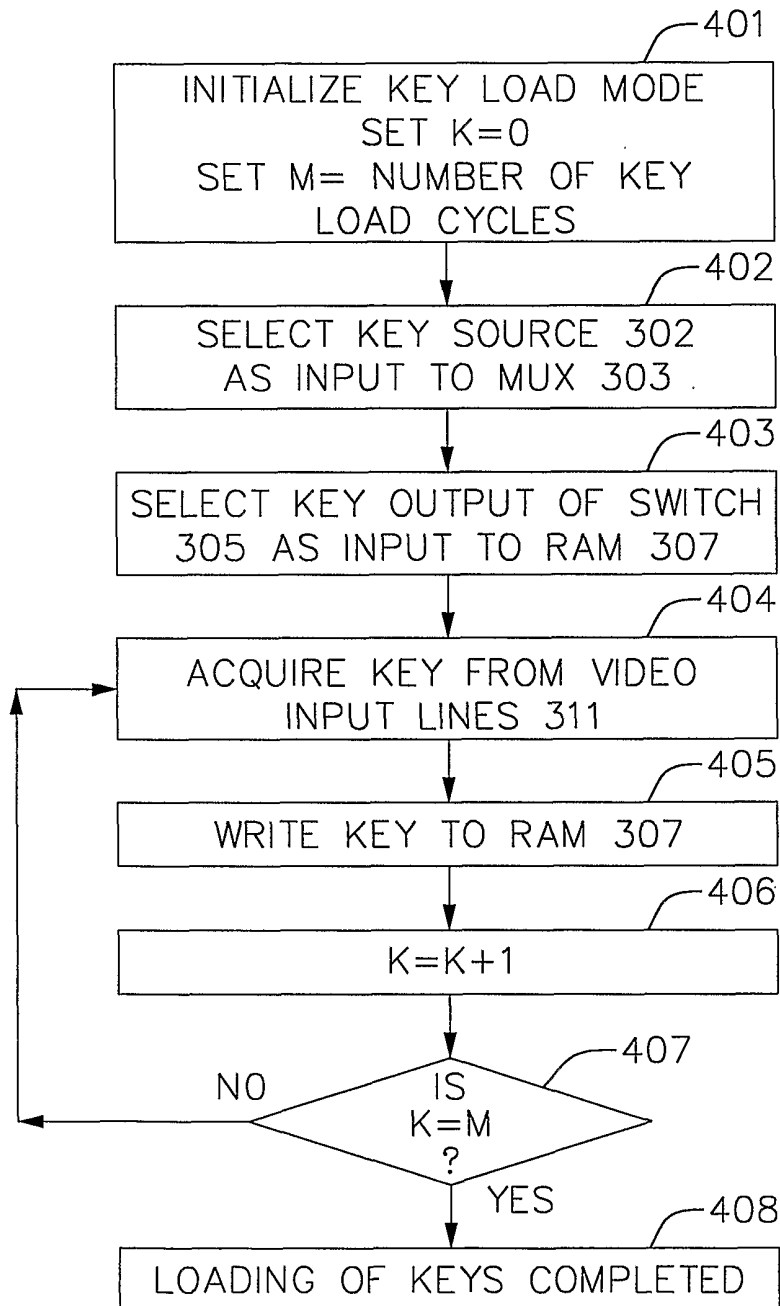 401
INITIALIZE KEY LOAD MODE
SET K=0
SET M= NUMBER OF KEY
LOAD CYCLES
402
SELECT KEY SOURCE 302
AS INPUT TO MUX 303
403
SELECT KEY OUTPUT OF SWITCH
305 AS INPUT TO RAM 307
404
ACQUIRE KEY FROM VIDEO
INPUT LINES 311
405
WRITE KEY TO RAM 307
406
K=K+1
407
NO
IS
K=M
?
YES
408
LOADING OF KEYS COMPLETED